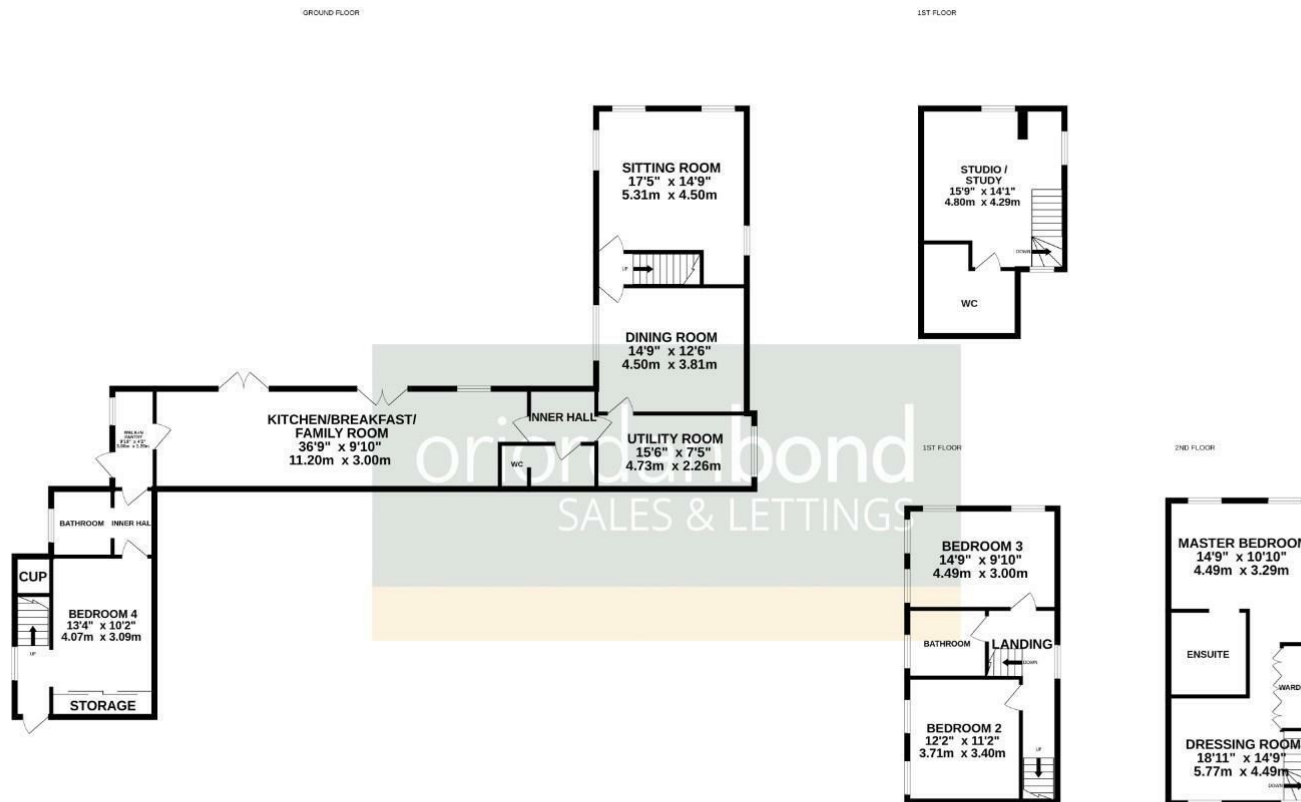 GROUND FLOOR
1ST FLOOR
SITTING ROOM
17'5" x 14'9"
5.31m x 4.50m
UP
STUDIO /
STUDY
15'9" x 14'1"
4.80m x 4.29m
DOWN
WC
DINING ROOM
14'9" x 12'6"
4.50m x 3.81m
KITCHEN/BREAKFAST/
FAMILY ROOM
36'9" x 9'10"
11.20m x 3.00m
INNER HALL
WC
UTILITY ROOM
15'6" x 7'5"
4.73m x 2.26m
WALK-IN
PANTRY
oriordanbond
SALES & LETTINGS
BATHROOM
INNER HAL
CUP
BEDROOM 4
13'4" x 10'2"
4.07m x 3.09m
UP
STORAGE
1ST FLOOR
BEDROOM 3
14'9" x 9'10"
4.49m x 3.00m
BATHROOM
LANDING
DOWN
BEDROOM 2
12'2" x 11'2"
3.71m x 3.40m
UP
2ND FLOOR
MASTER BEDROOM
14'9" x 10'10"
4.49m x 3.29m
ENSUITE
WARD
DRESSING ROOM
18'11" x 14'9"
5.77m x 4.49m
DOWN